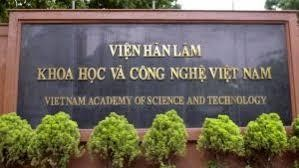 VIỆN HÀN LÂM
KHOA HỌC VÀ CÔNG NGHỆ VIỆT NAM
VIETNAM ACADEMY OF SCIENCE AND TECHNOLOGY